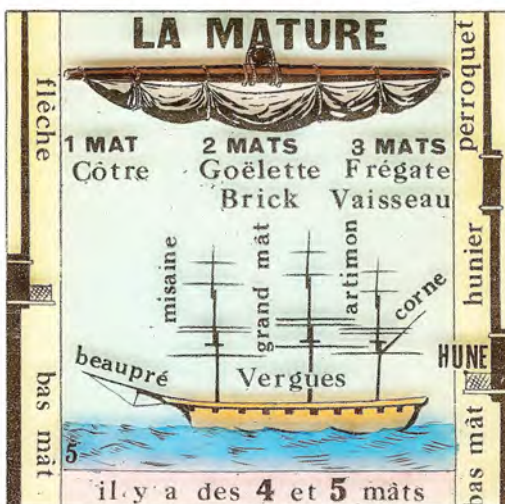 LA MATURE
flèche
perroquet
1 MAT 2 MATS 3 MATS
Côtre Goëlette Frégate
Brick Vaisseau
misaine
grand mât
artimon
corne
hunier
HUNE
beaupré
Vergues
bas mât
bas mât
5
il y a des 4 et 5 mâts